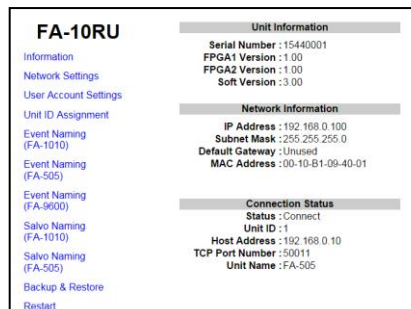 FA-10RU
Information
Network Settings
User Account Settings
Unit ID Assignment
Event Naming
(FA-1010)
Event Naming
(FA-505)
Event Naming
(FA-9600)
Salvo Naming
(FA-1010)
Salvo Naming
(FA-505)
Backup & Restore
Restart
Unit Information
Serial Number :15440001
FPGA1 Version :1.00
FPGA2 Version :1.00
Soft Version :3.00
Network Information
IP Address :192.168.0.100
Subnet Mask :255.255.255.0
Default Gateway :Unused
MAC Address :00-10-B1-09-40-01
Connection Status
Status :Connect
Unit ID :1
Host Address :192.168.0.10
TCP Port Number :50011
Unit Name :FA-505